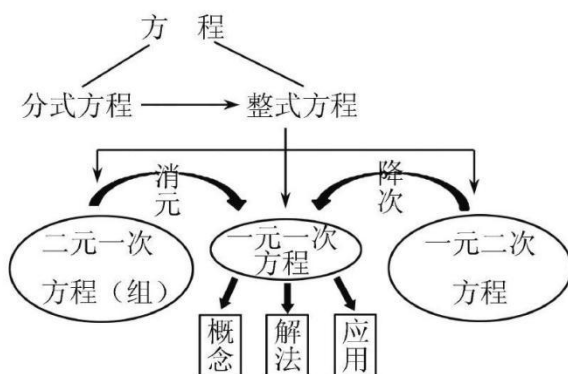 方 程
分式方程
整式方程
消元
降次
二元一次
方程（组）
一元一次
方程
一元二次
方程
概念
解法
应用